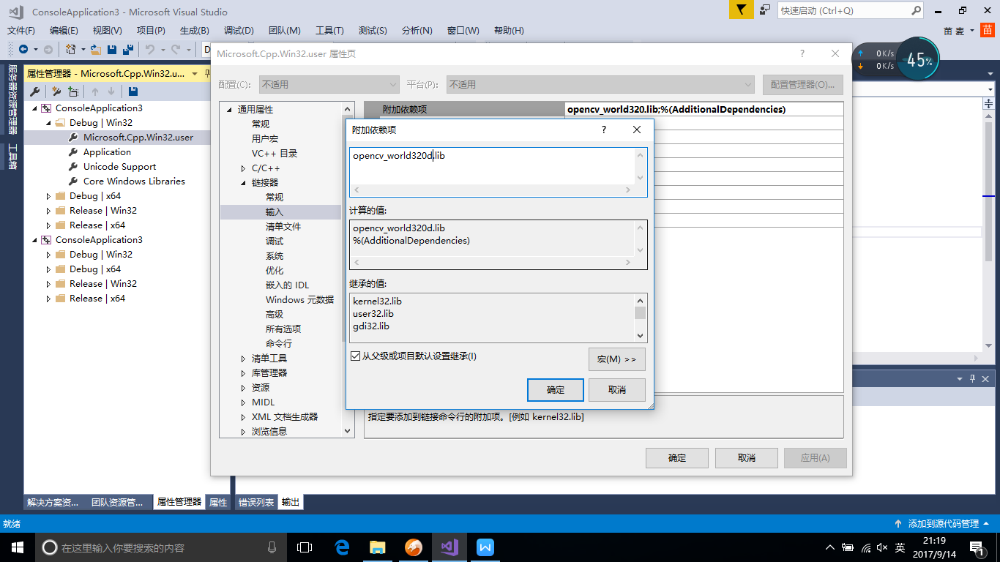 ConsoleApplication3 - Microsoft Visual Studio
快速启动 (Ctrl+Q)
文件(F) 编辑(E) 视图(V) 项目(P) 生成(B) 调试(D) 团队(M) 工具(T) 测试(S) 分析(N) 窗口(W) 帮助(H)
苗 麦 苗
D
0 K/s
0 K/s
45%
服务器资源管理器
工具箱
属性管理器 - Microsoft.Cpp.Win32.u...
ConsoleApplication3
Debug | Win32
Microsoft.Cpp.Win32.user
Application
Unicode Support
Core Windows Libraries
Debug | x64
Release | Win32
Release | x64
ConsoleApplication3
Debug | Win32
Debug | x64
Release | Win32
Release | x64
Microsoft.Cpp.Win32.user 属性页
配置(C): 不适用 平台(P): 不适用 配置管理器(O)...
通用属性
常规
用户宏
VC++ 目录
C/C++
链接器
常规
输入
清单文件
调试
系统
优化
嵌入的 IDL
Windows 元数据
高级
所有选项
命令行
清单工具
库管理器
资源
MIDL
XML 文档生成器
浏览信息
附加依赖项 opencv_world320.lib;%(AdditionalDependencies)
附加依赖项
opencv_world320d.lib
计算的值:
opencv_world320d.lib
%(AdditionalDependencies)
继承的值:
kernel32.lib
user32.lib
gdi32.lib
从父级或项目默认设置继承(I)
宏(M) >>
确定 取消
指定要添加到链接命令行的附加项。[例如 kernel32.lib]
确定 取消 应用(A)
解决方案资... 团队资源管... 属性管理器 属性 错误列表 输出
就绪 添加到源代码管理
在这里输入你要搜索的内容
英
21:19
2017/9/14
1